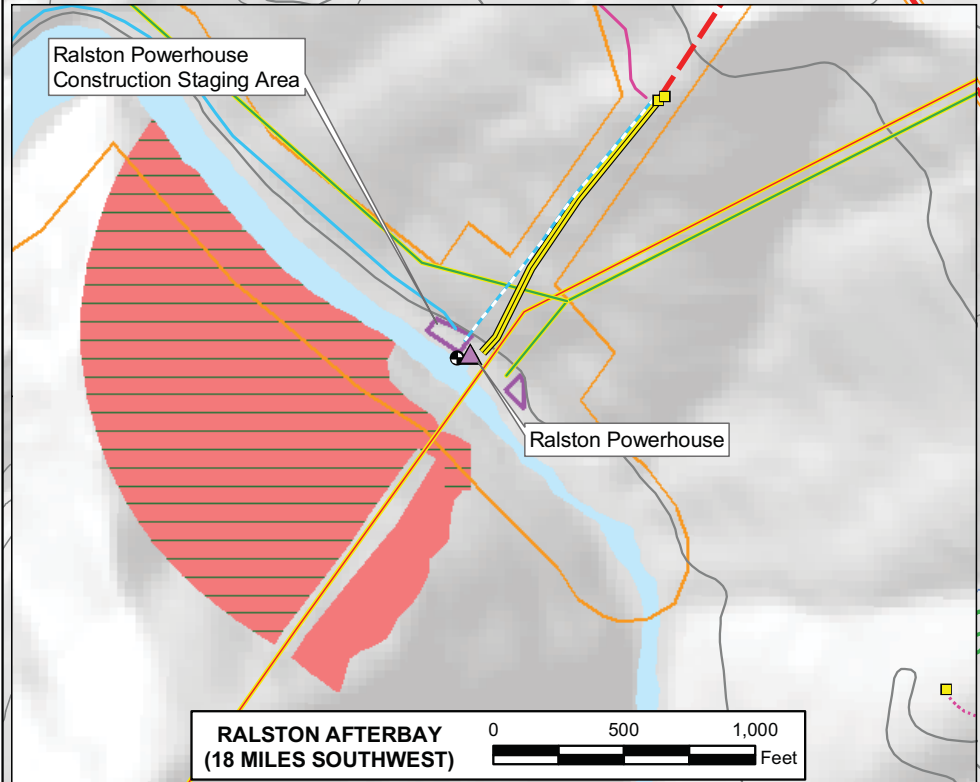 Ralston Powerhouse
Construction Staging Area
Ralston Powerhouse
RALSTON AFTERBAY
(18 MILES SOUTHWEST)
0 500 1,000
Feet